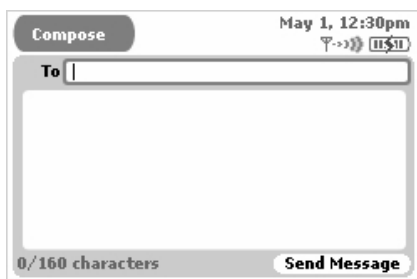 Compose
May 1, 12:30pm
To
0/160 characters
Send Message